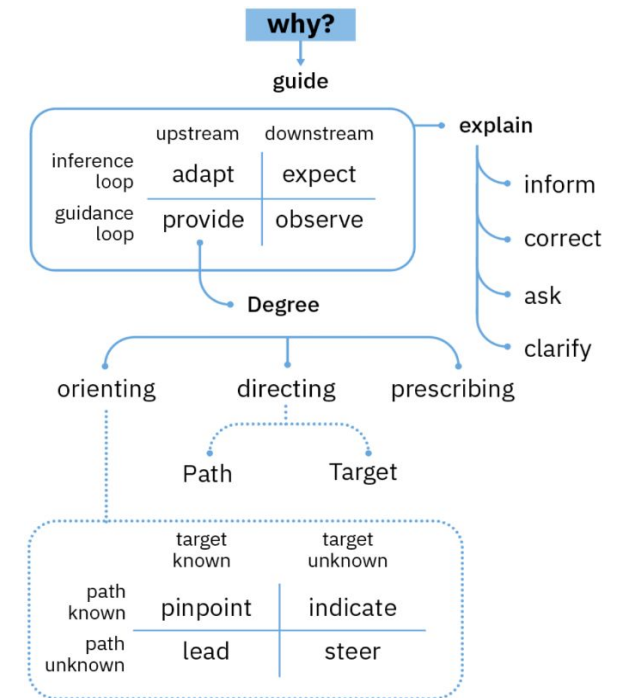 why?
guide
explain
inform
correct
ask
clarify
upstream downstream
inference
loop
adapt expect
guidance
loop
provide observe
Degree
orienting directing prescribing
Path Target
target
known
target
unknown
path
known
pinpoint indicate
path
unknown
lead steer